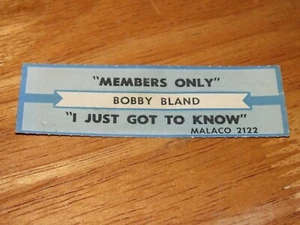 "MEMBERS ONLY"
BOBBY BLAND
"I JUST GOT TO KNOW"
MALACO 2122